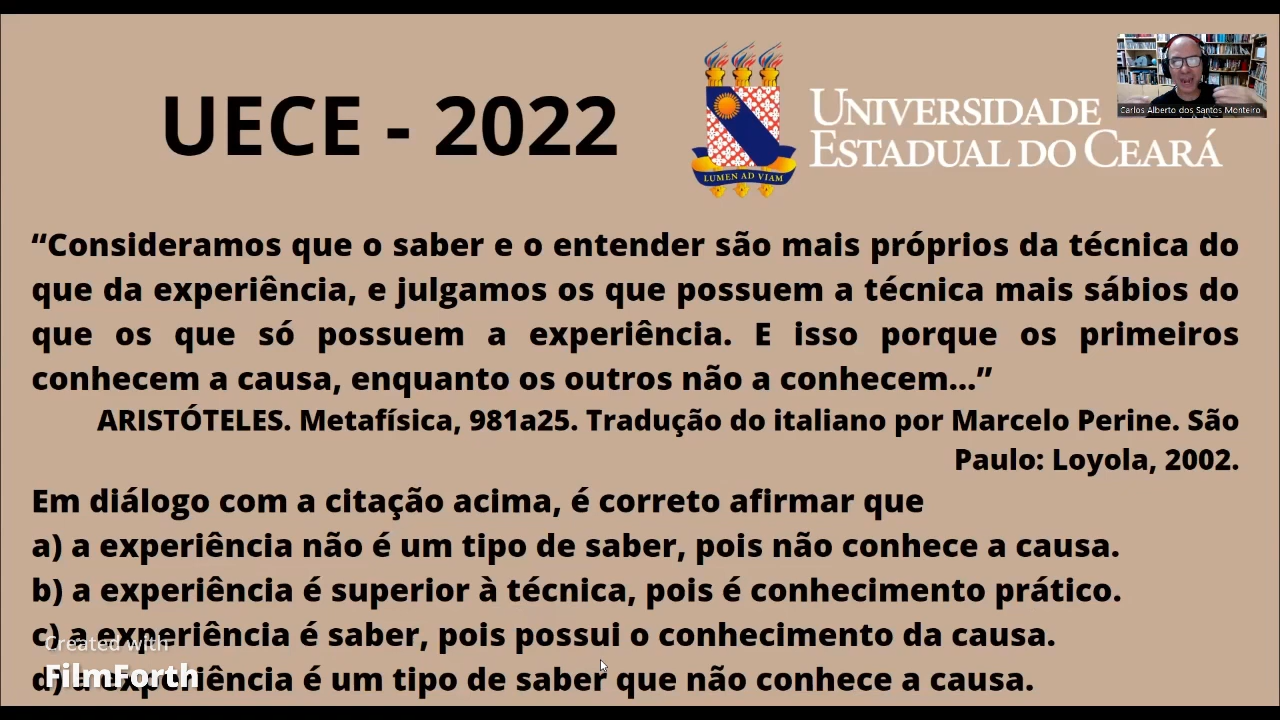 UECE - 2022
LUMEN AD VIAM
UNIVERSIDADE
ESTADUAL DO CEARÁ
Carlos Alberto dos Santos Monteiro
“Consideramos que o saber e o entender são mais próprios da técnica do
que da experiência, e julgamos os que possuem a técnica mais sábios do
que os que só possuem a experiência. E isso porque os primeiros
conhecem a causa, enquanto os outros não a conhecem...”
ARISTÓTELES. Metafísica, 981a25. Tradução do italiano por Marcelo Perine. São
Paulo: Loyola, 2002.
Em diálogo com a citação acima, é correto afirmar que
a) a experiência não é um tipo de saber, pois não conhece a causa.
b) a experiência é superior à técnica, pois é conhecimento prático.
c) a experiência é saber, pois possui o conhecimento da causa.
d) a experiência é um tipo de saber que não conhece a causa.
Created with
FilmForth